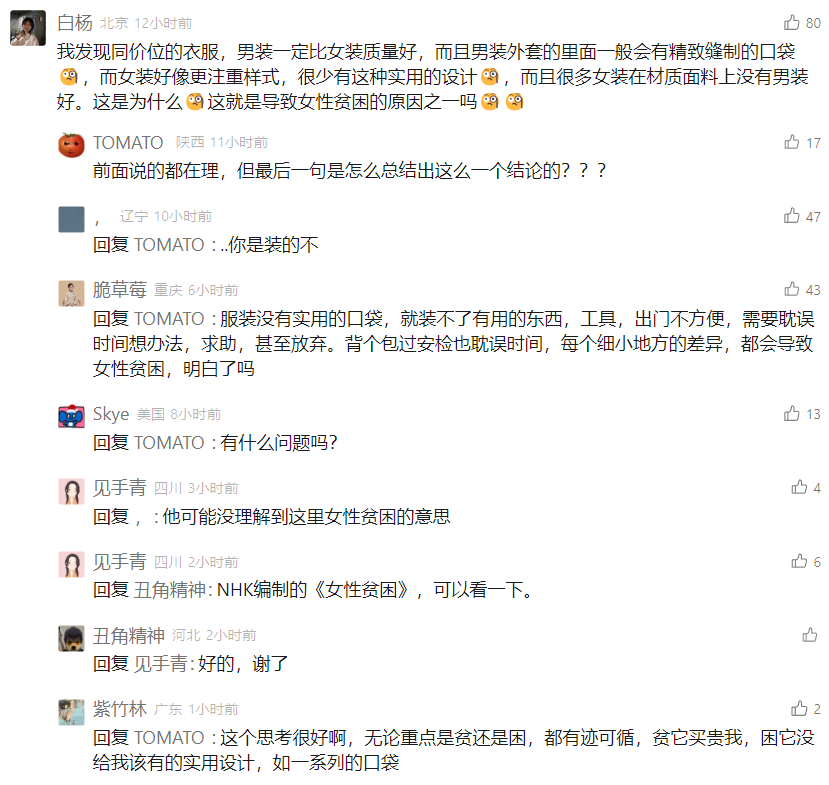 白杨 北京 12小时前 80
我发现同价位的衣服，男装一定比女装质量好，而且男装外套的里面一般会有精致缝制的口袋
🧐，而女装好像更注重样式，很少有这种实用的设计🧐，而且很多女装在材质面料上没有男装
好。这是为什么🧐这就是导致女性贫困的原因之一吗🧐🧐
TOMATO 陕西 11小时前 17
前面说的都在理，但最后一句是怎么总结出这么一个结论的？？？
， 辽宁 10小时前 47
回复 TOMATO：..你是装的不
脆草莓 重庆 6小时前 43
回复 TOMATO：服装没有实用的口袋，就装不了有用的东西，工具，出门不方便，需要耽误
时间想办法，求助，甚至放弃。背个包过安检也耽误时间，每个细小地方的差异，都会导致
女性贫困，明白了吗
Skye 美国 8小时前 13
回复 TOMATO：有什么问题吗？
见手青 四川 3小时前 4
回复 ，：他可能没理解到这里女性贫困的意思
见手青 四川 2小时前 6
回复 丑角精神：NHK编制的《女性贫困》，可以看一下。
丑角精神 河北 2小时前
回复 见手青：好的，谢了
紫竹林 广东 1小时前 2
回复 TOMATO：这个思考很好啊，无论重点是贫还是困，都有迹可循，贫它买贵我，困它没
给我该有的实用设计，如一系列的口袋